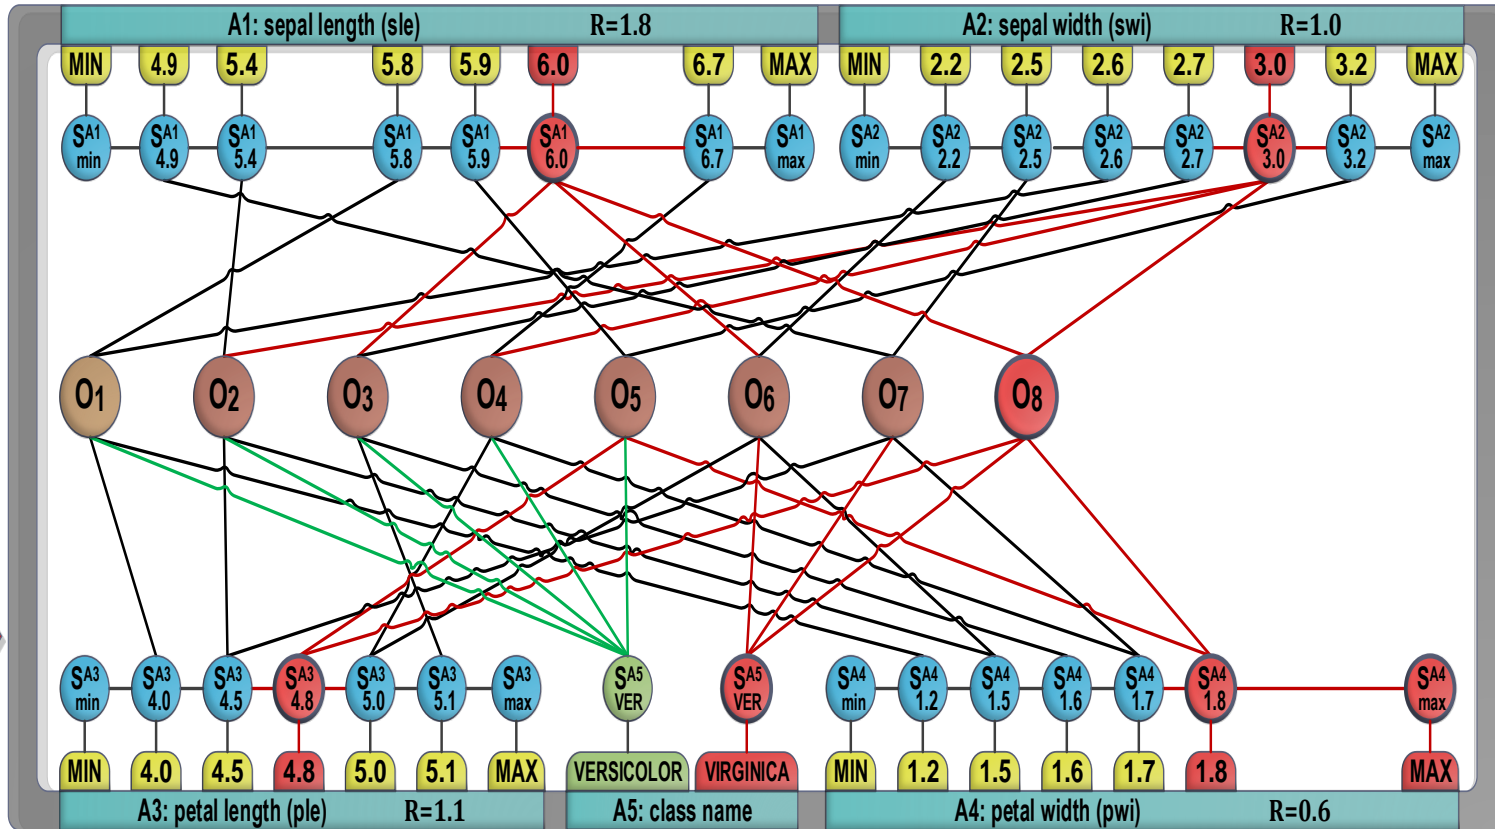 A1: sepal length (sle) R=1.8 A2: sepal width (swi) R=1.0
MIN 4.9 5.4 5.8 5.9 6.0 6.7 MAX MIN 2.2 2.5 2.6 2.7 3.0 3.2 MAX
SA1 SA1 SA1 SA1 SA1 SA1 SA1 SA1 SA2 SA2 SA2 SA2 SA2 SA2 SA2 SA2
min 4.9 5.4 5.8 5.9 6.0 6.7 max min 2.2 2.5 2.6 2.7 3.0 3.2 max
O1 O2 O3 O4 O5 O6 O7 O8
SA3 SA3 SA3 SA3 SA3 SA3 SA3 SA5 SA5 SA4 SA4 SA4 SA4 SA4 SA4 SA4
min 4.0 4.5 4.8 5.0 5.1 max VER VER min 1.2 1.5 1.6 1.7 1.8 max
MIN 4.0 4.5 4.8 5.0 5.1 MAX VERSICOLOR VIRGINICA MIN 1.2 1.5 1.6 1.7 1.8 MAX
A3: petal length (ple) R=1.1 A5: class name A4: petal width (pwi) R=0.6